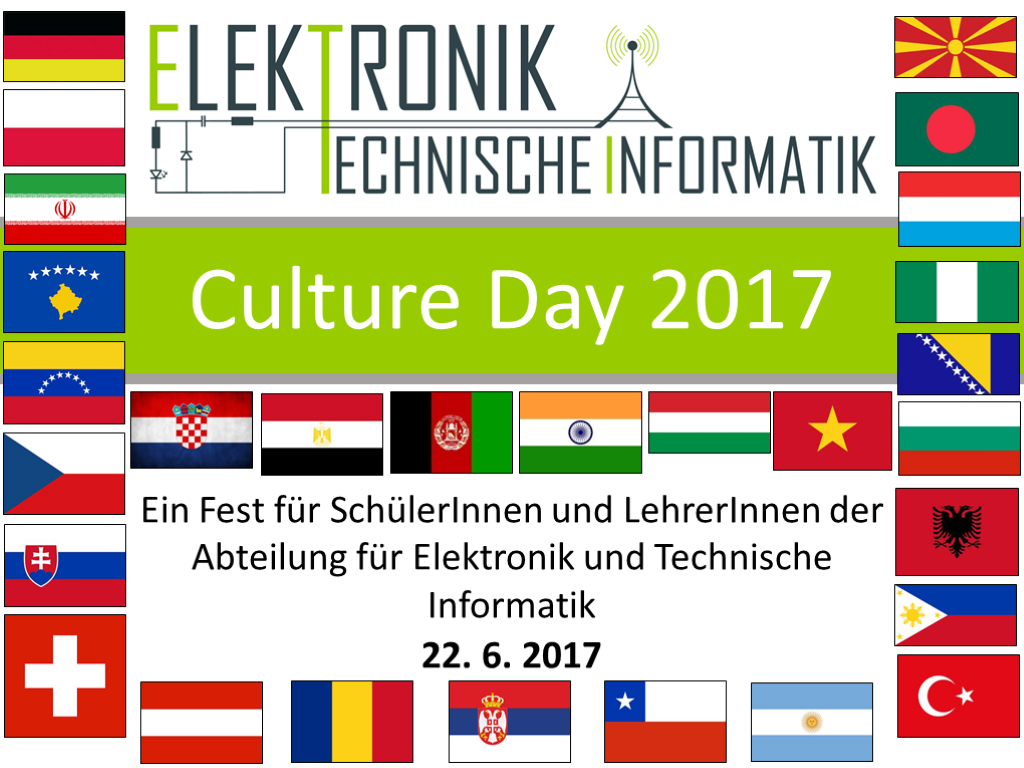 ELEKTRONIK
TECHNISCHE INFORMATIK
Culture Day 2017
Ein Fest für SchülerInnen und LehrerInnen der
Abteilung für Elektronik und Technische
Informatik
22. 6. 2017